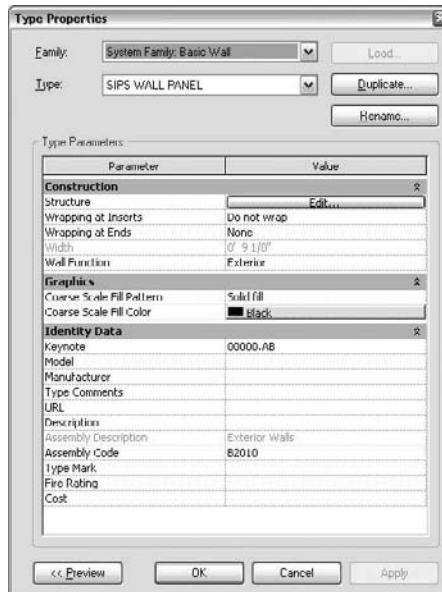 Type Properties
Family: System Family: Basic Wall Load...
Type: SIPS WALL PANEL Duplicate...
Rename...
Type Parameters
Parameter Value
Construction
Structure Edit...
Wrapping at Inserts Do not wrap
Wrapping at Ends None
Width 0' 9 1/8"
Wall Function Exterior
Graphics
Coarse Scale Fill Pattern Solid fill
Coarse Scale Fill Color Black
Identity Data
Keynote 00000.AB
Model
Manufacturer
Type Comments
URL
Description
Assembly Description Exterior Walls
Assembly Code B2010
Type Mark
Fire Rating
Cost
<< Preview OK Cancel Apply